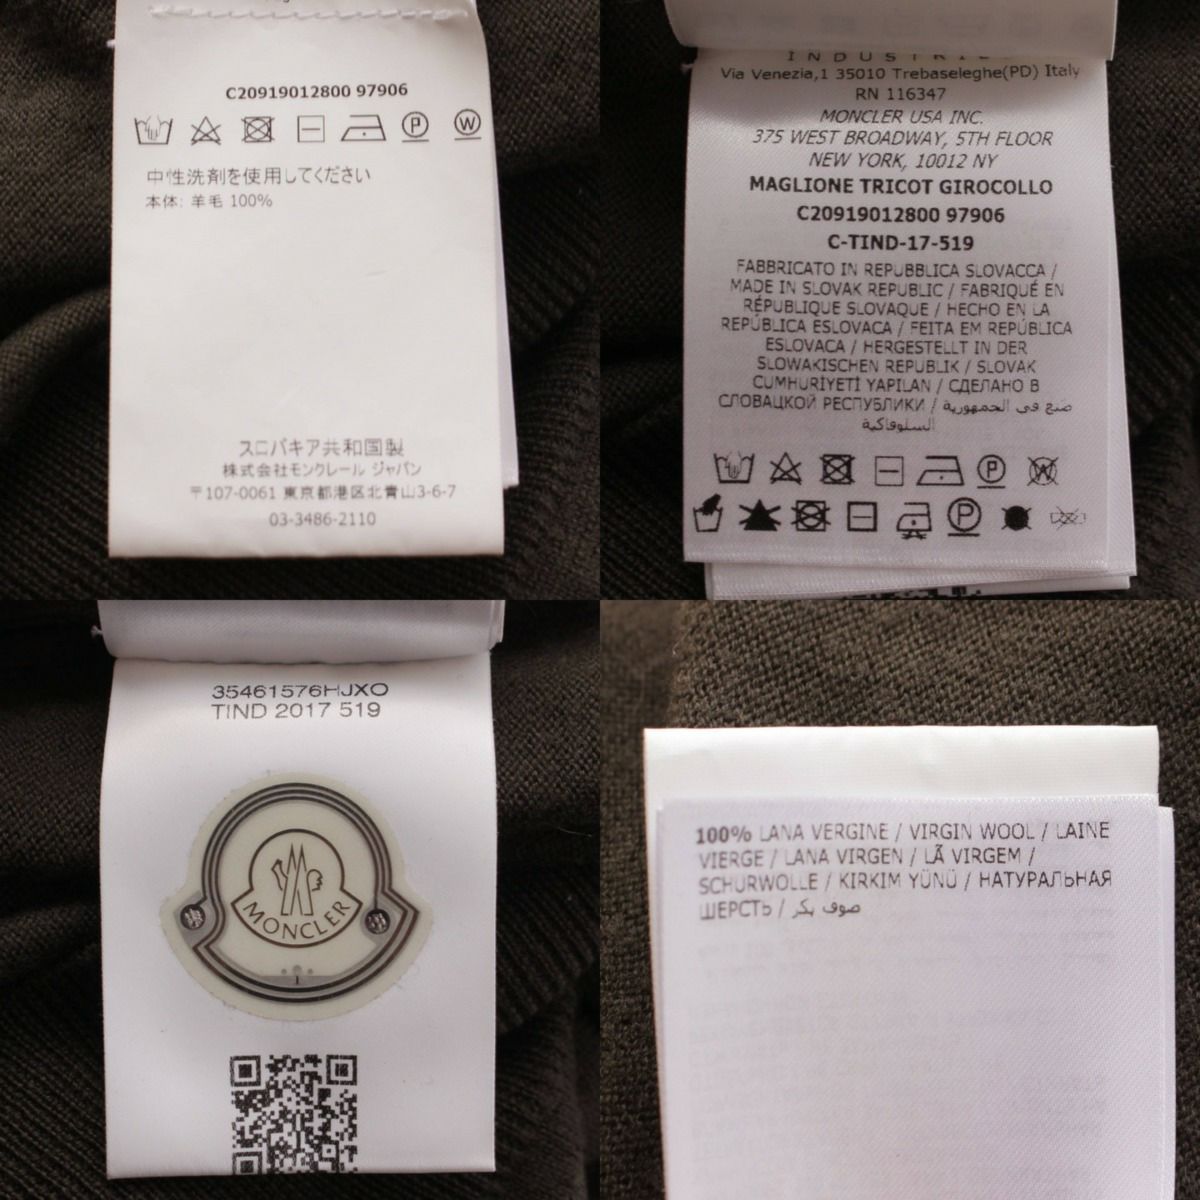 C20919012800 97906
P
W
中性洗剤を使用してください
本体: 羊毛 100%
スロバキア共和国製
株式会社モンクレール ジャパン
〒107-0061 東京都港区北青山3-6-7
03-3486-2110
Via Venezia,1 35010 Trebaseleghe(PD) Italy
RN 116347
MONCLER USA INC.
375 WEST BROADWAY, 5TH FLOOR
NEW YORK, 10012 NY
MAGLIONE TRICOT GIROCOLLO
C20919012800 97906
C-TIND-17-519
FABBRICATO IN REPUBBLICA SLOVACCA /
MADE IN SLOVAK REPUBLIC / FABRIQUÉ EN
RÉPUBLIQUE SLOVAQUE / HECHO EN LA
REPÚBLICA ESLOVACA / FEITA EM REPÚBLICA
ESLOVACA / HERGESTELLT IN DER
SLOWAKISCHEN REPUBLIK / SLOVAK
CUMHURİYETİ YAPILAN / СДЕЛАНО В
СЛОВАЦКОЙ РЕСПУБЛИКИ / صنع في الجمهورية
السلوفاكية
P
W
P
35461576HJXO
TIND 2017 519
MONCLER
100% LANA VERGINE / VIRGIN WOOL / LAINE
VIERGE / LANA VIRGEN / LÃ VIRGEM /
SCHURWOLLE / KIRKIM YÜNÜ / НАТУРАЛЬНАЯ
ШЕРСТЬ / صوف بكر